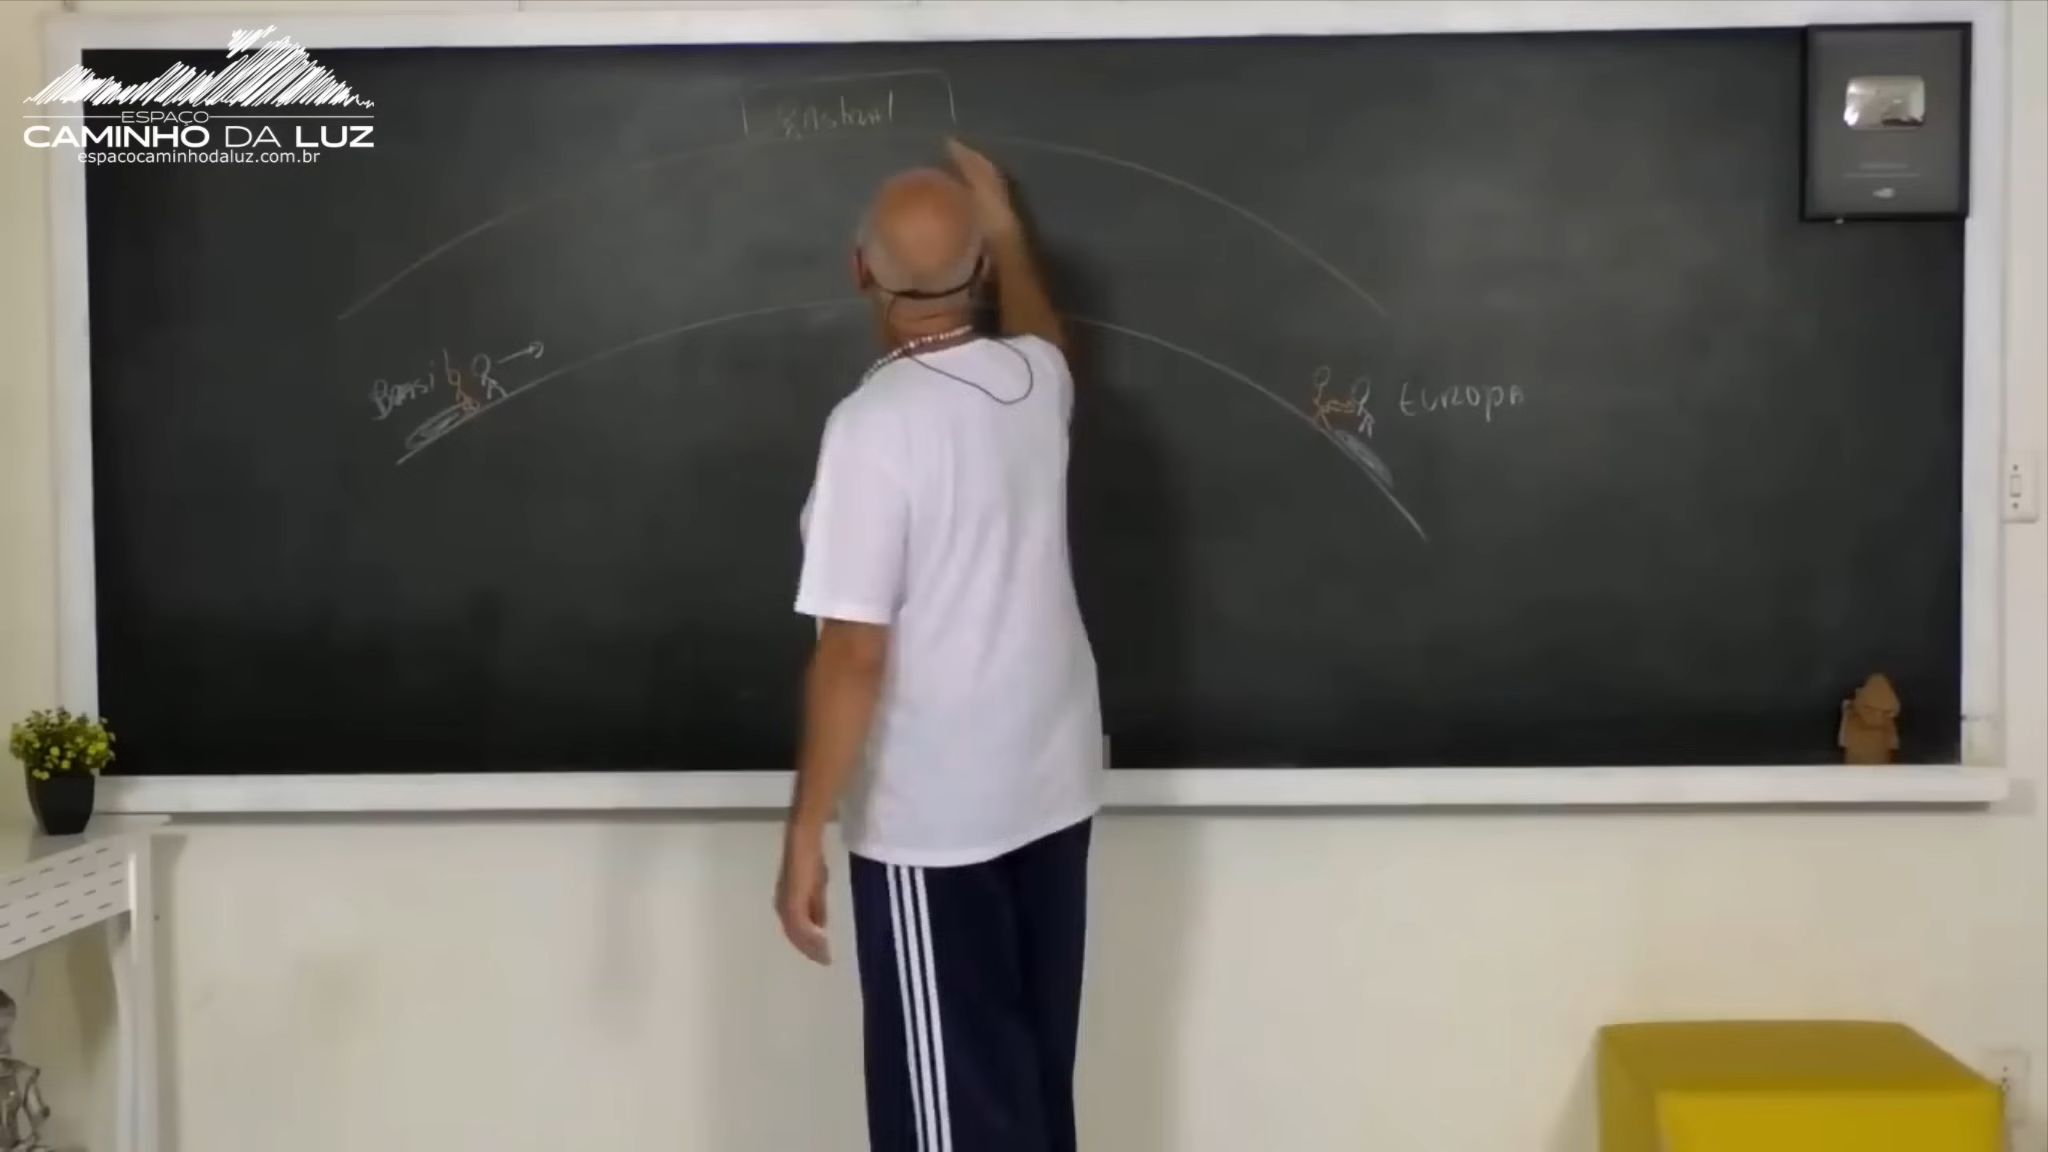 ESPAÇO
CAMINHO DA LUZ
espacocaminhodaluz.com.br
Astral
Brasil
EUROPA